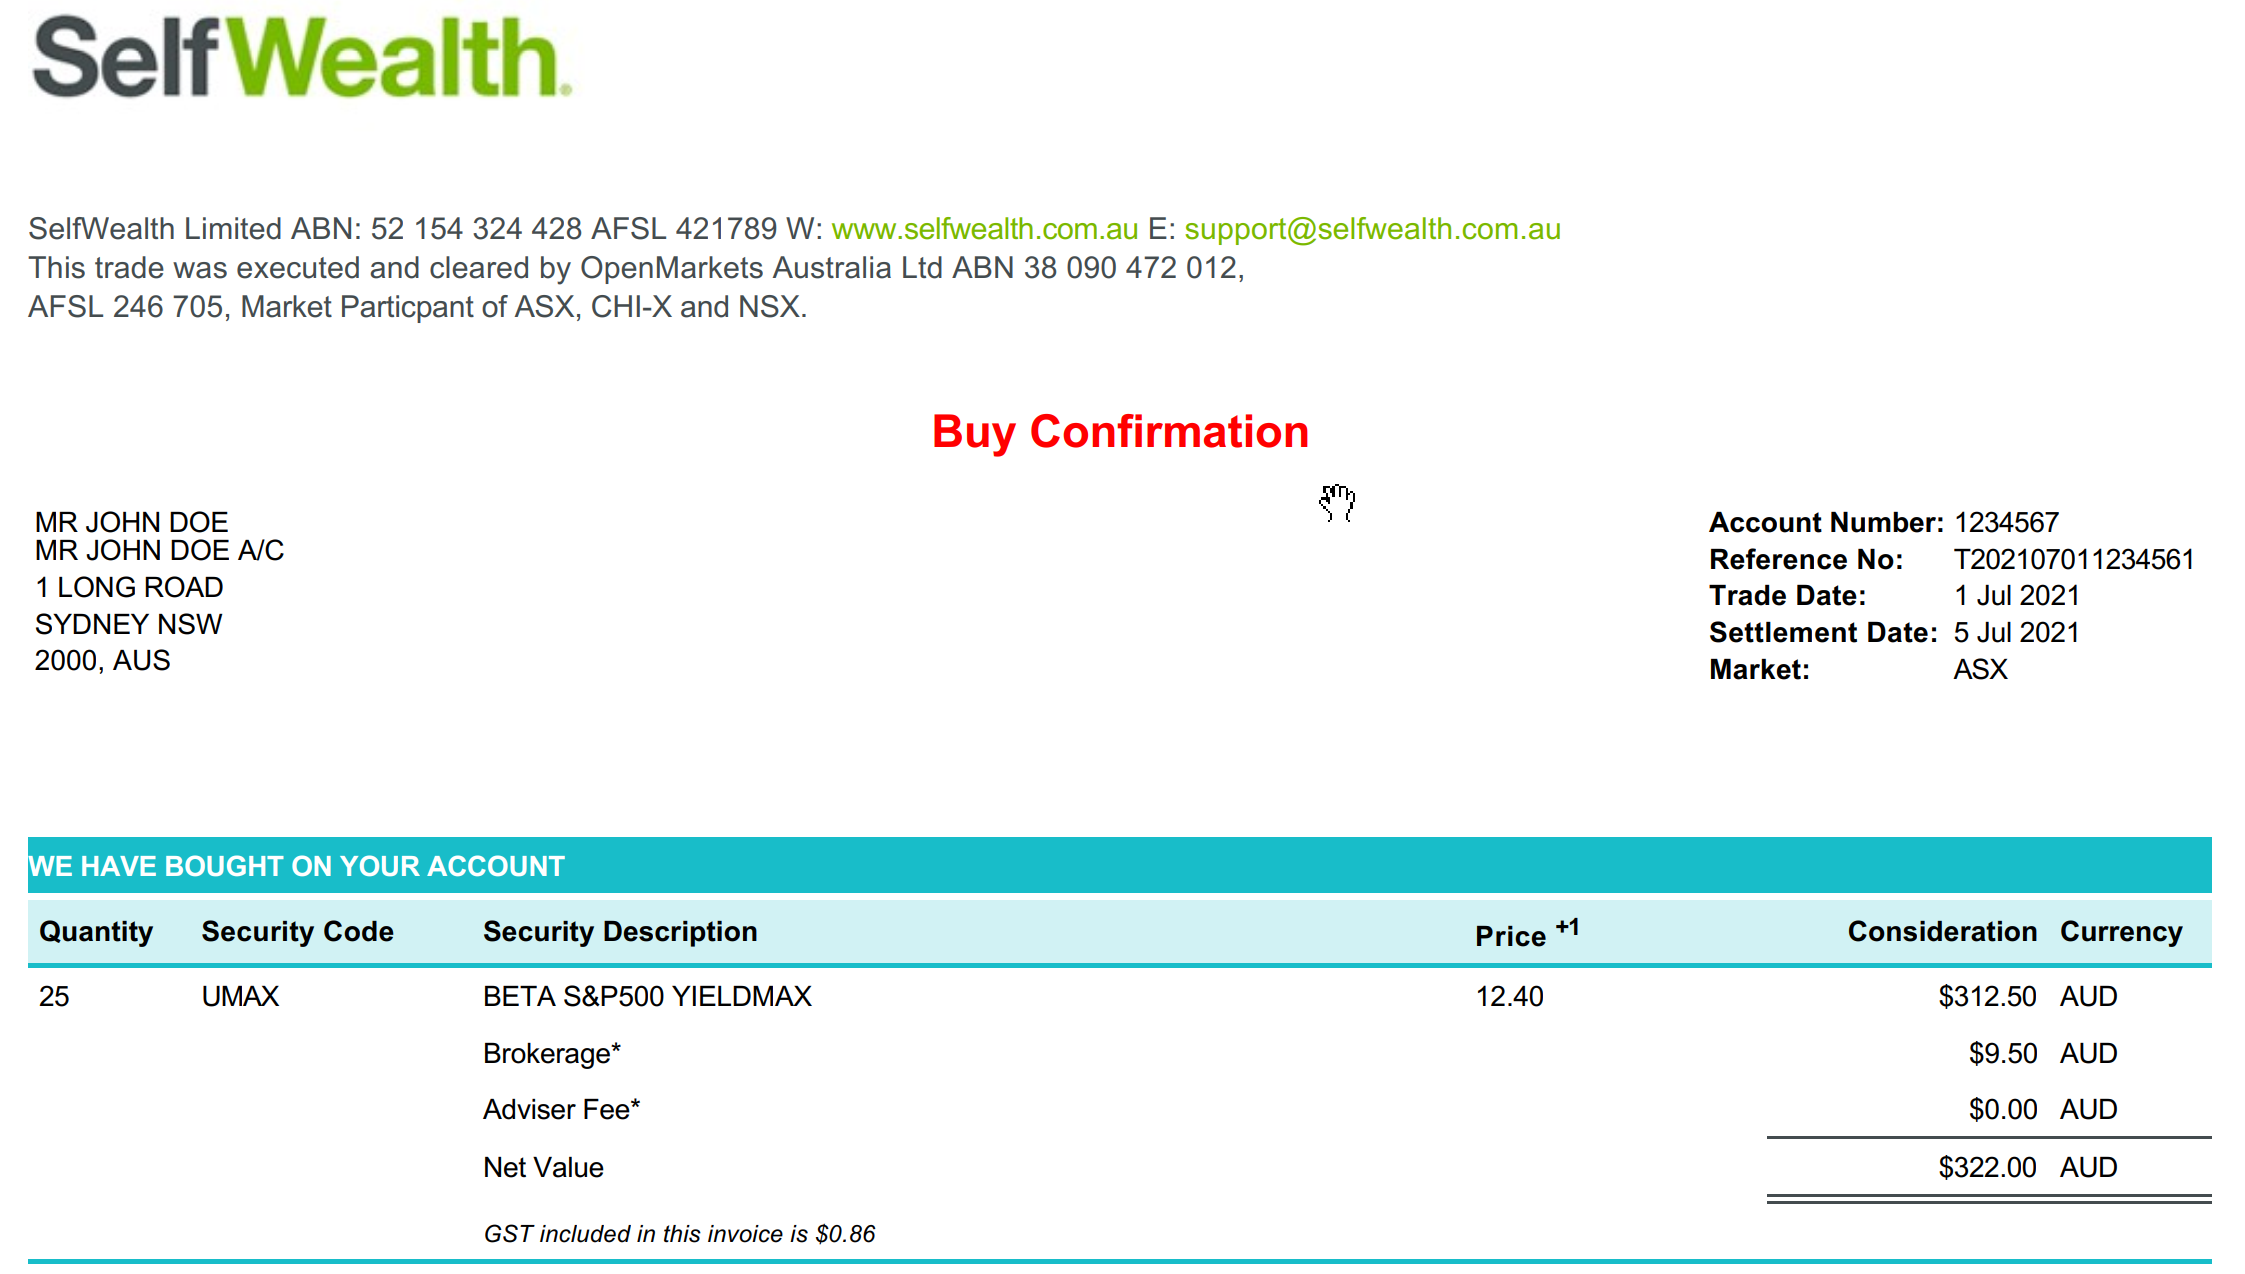 SelfWealth.
SelfWealth Limited ABN: 52 154 324 428 AFSL 421789 W: www.selfwealth.com.au E: support@selfwealth.com.au
This trade was executed and cleared by OpenMarkets Australia Ltd ABN 38 090 472 012,
AFSL 246 705, Market Particpant of ASX, CHI-X and NSX.
Buy Confirmation
MR JOHN DOE
MR JOHN DOE A/C
1 LONG ROAD
SYDNEY NSW
2000, AUS
Account Number: 1234567
Reference No: T202107011234561
Trade Date: 1 Jul 2021
Settlement Date: 5 Jul 2021
Market: ASX
WE HAVE BOUGHT ON YOUR ACCOUNT
Quantity Security Code Security Description Price +1 Consideration Currency
25 UMAX BETA S&P500 YIELDMAX 12.40 $312.50 AUD
Brokerage* $9.50 AUD
Adviser Fee* $0.00 AUD
Net Value $322.00 AUD
GST included in this invoice is $0.86